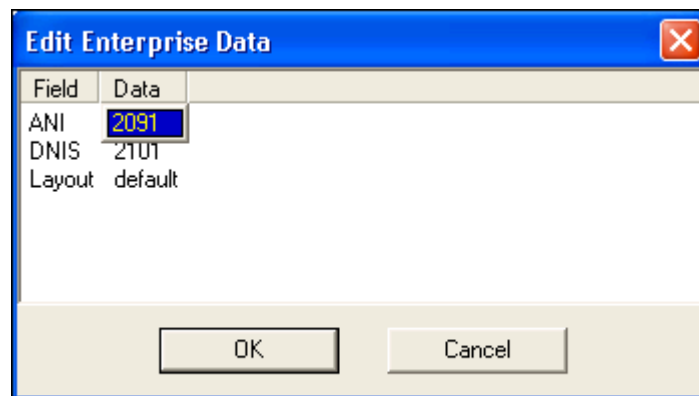 Edit Enterprise Data
Field Data
ANI 2091
DNIS 2101
Layout default
OK Cancel